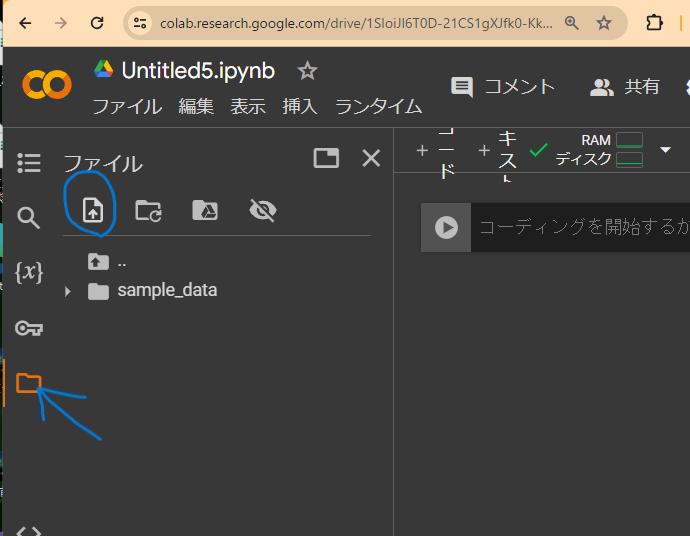 colab.research.google.com/drive/1SloiJl6T0D-21CS1gXJfk0-Kk...
Untitled5.ipynb
コメント
共有
ファイル 編集 表示 挿入 ランタイム
ファイル
+ コード
+ キスト
RAM
ディスク
..
sample_data
{x}
コーディングを開始するか